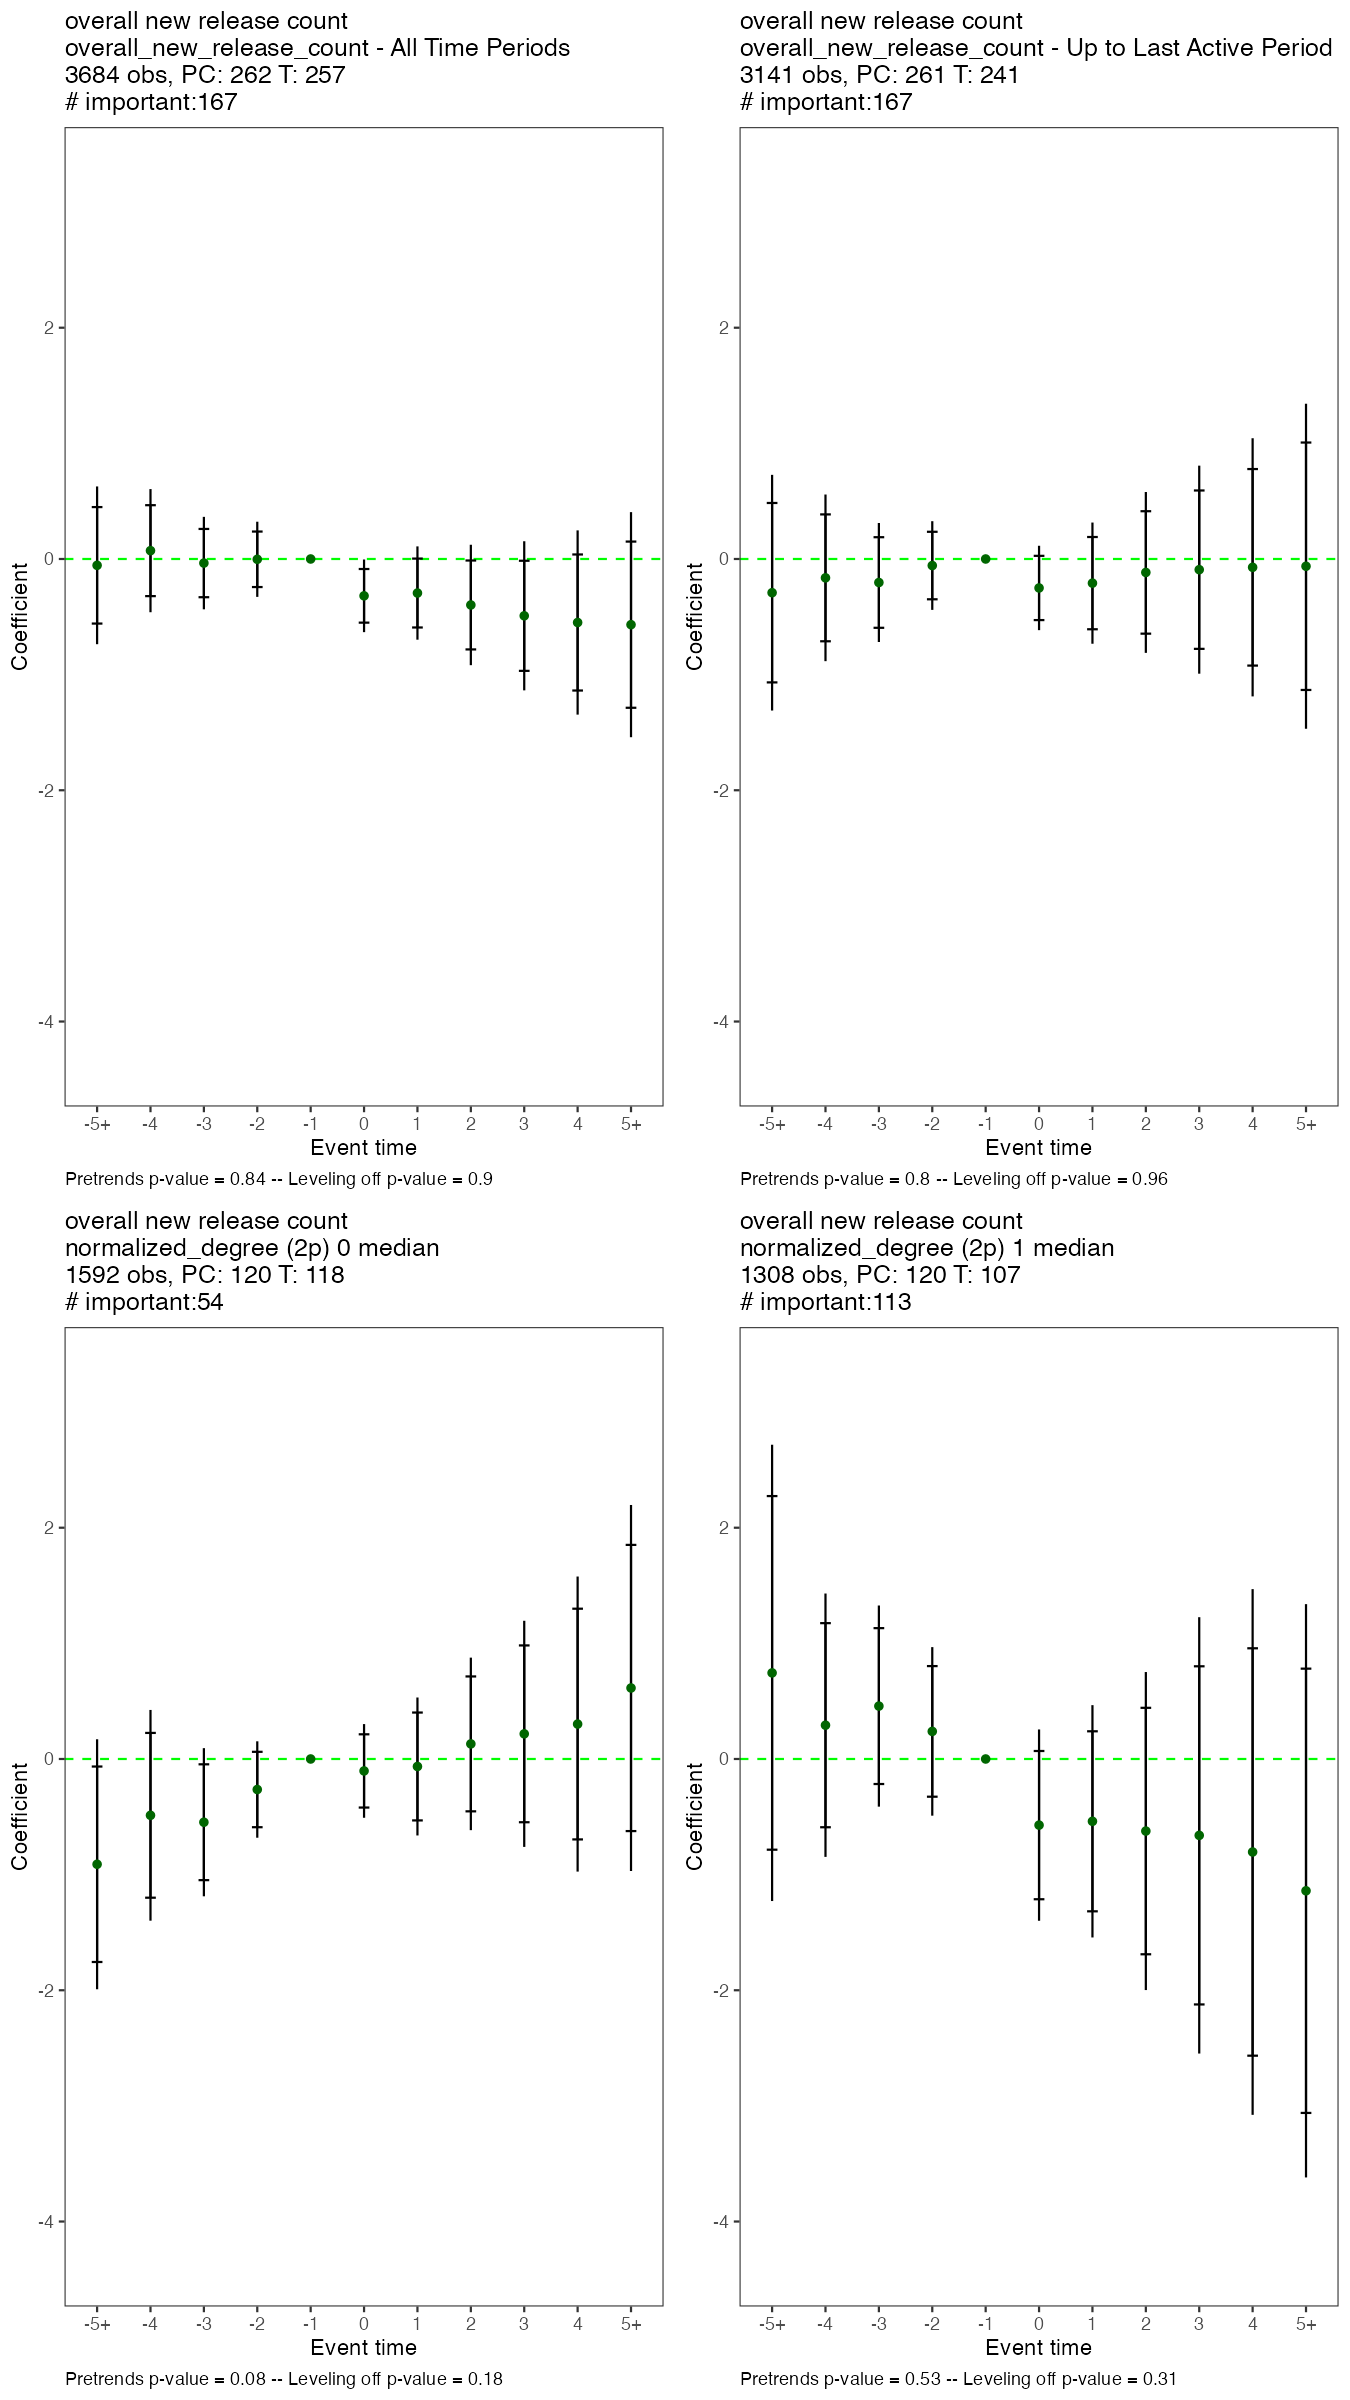 overall new release count
overall_new_release_count - All Time Periods
3684 obs, PC: 262 T: 257
# important:167
2
0
-2
-4
Coefficient
-5+ -4 -3 -2 -1 0 1 2 3 4 5+
Event time
Pretrends p-value = 0.84 -- Leveling off p-value = 0.9
overall new release count
overall_new_release_count - Up to Last Active Period
3141 obs, PC: 261 T: 241
# important:167
2
0
-2
-4
Coefficient
-5+ -4 -3 -2 -1 0 1 2 3 4 5+
Event time
Pretrends p-value = 0.8 -- Leveling off p-value = 0.96
overall new release count
normalized_degree (2p) 0 median
1592 obs, PC: 120 T: 118
# important:54
2
0
-2
-4
Coefficient
-5+ -4 -3 -2 -1 0 1 2 3 4 5+
Event time
Pretrends p-value = 0.08 -- Leveling off p-value = 0.18
overall new release count
normalized_degree (2p) 1 median
1308 obs, PC: 120 T: 107
# important:113
2
0
-2
-4
Coefficient
-5+ -4 -3 -2 -1 0 1 2 3 4 5+
Event time
Pretrends p-value = 0.53 -- Leveling off p-value = 0.31